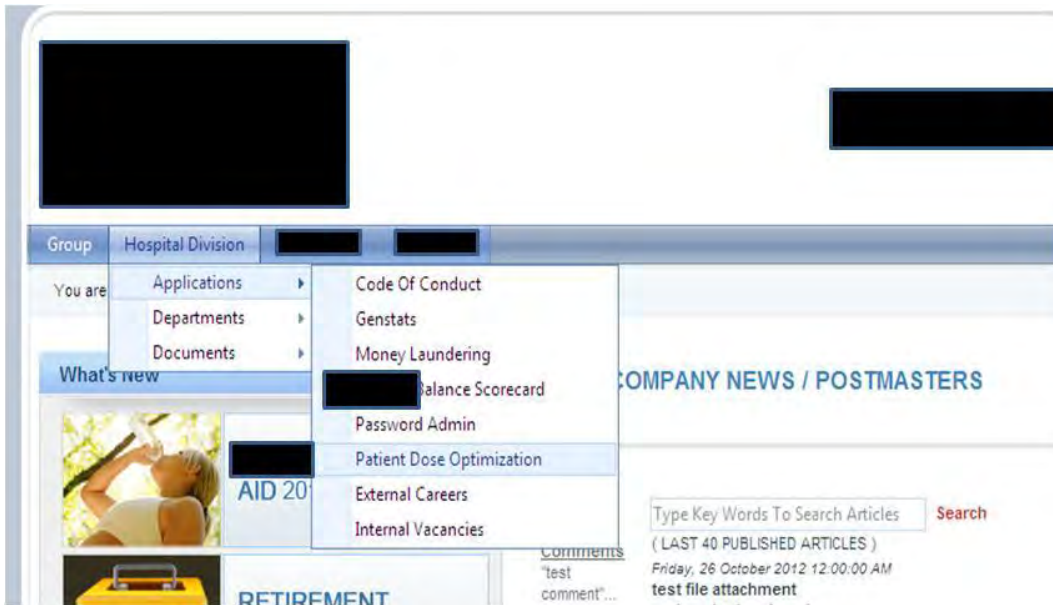 Group Hospital Division
You are
Applications
Departments
Documents
Code Of Conduct
Genstats
Money Laundering
Balance Scorecard
Password Admin
Patient Dose Optimization
External Careers
Internal Vacancies
What's New
COMPANY NEWS / POSTMASTERS
AID 201
RETIREMENT
Type Key Words To Search Articles Search
( LAST 40 PUBLISHED ARTICLES )
Comments
"test
comment"...
Friday, 26 October 2012 12:00:00 AM
test file attachment